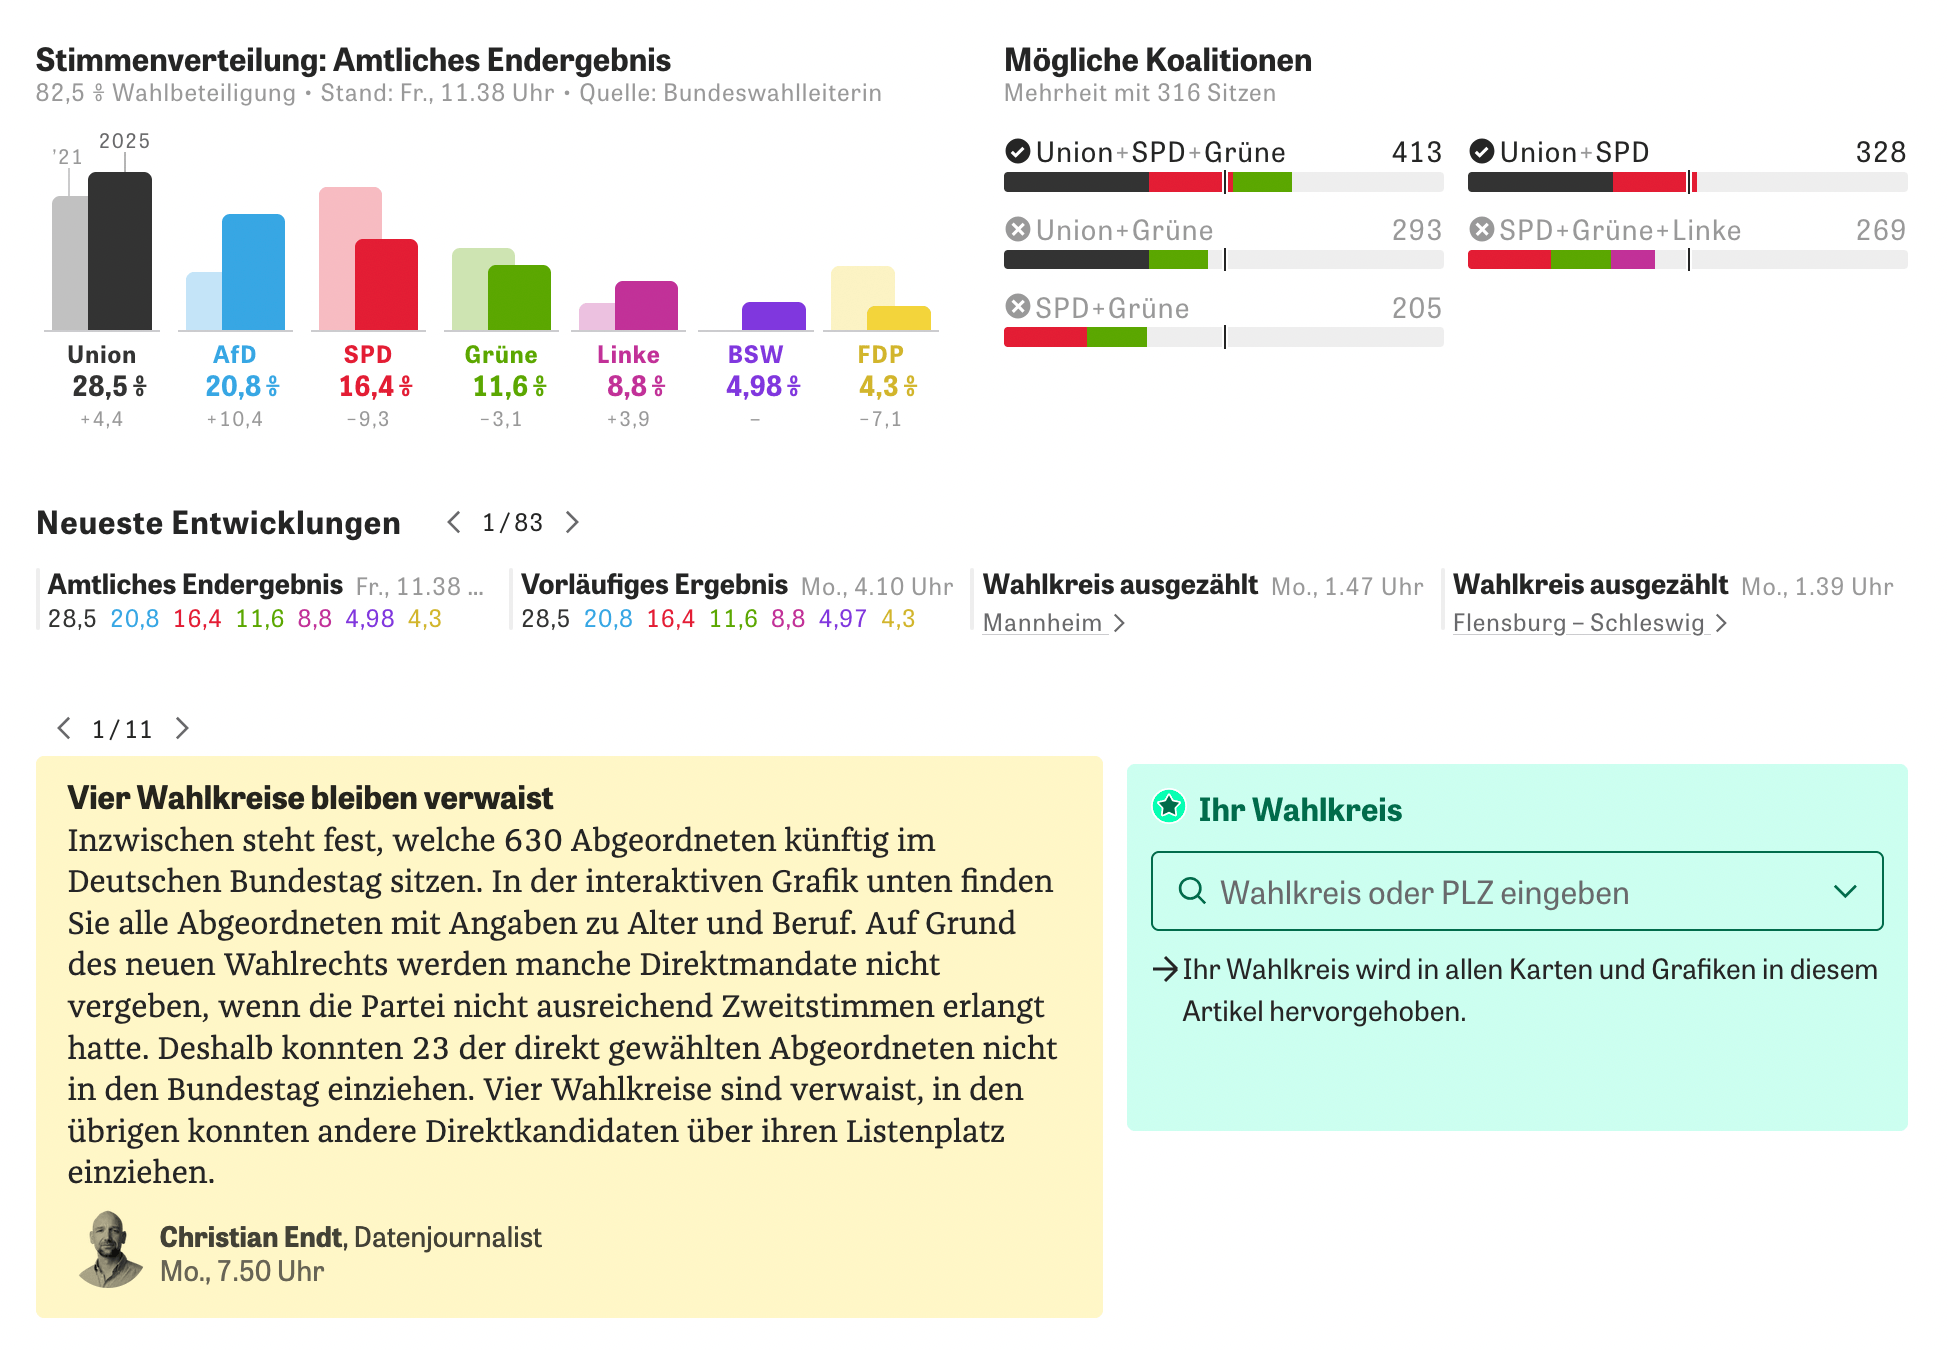 Stimmenverteilung: Amtliches Endergebnis
82,5 % Wahlbeteiligung • Stand: Fr., 11.38 Uhr • Quelle: Bundeswahlleiterin
'21 2025
Union AfD SPD Grüne Linke BSW FDP
28,5 % 20,8 % 16,4 % 11,6 % 8,8 % 4,98 % 4,3 %
+4,4 +10,4 −9,3 −3,1 +3,9 – −7,1
Mögliche Koalitionen
Mehrheit mit 316 Sitzen
Union+SPD+Grüne 413
Union+SPD 328
Union+Grüne 293
SPD+Grüne+Linke 269
SPD+Grüne 205
Neueste Entwicklungen 1/83
Amtliches Endergebnis Fr., 11.38 ...
28,5 20,8 16,4 11,6 8,8 4,98 4,3
Vorläufiges Ergebnis Mo., 4.10 Uhr
28,5 20,8 16,4 11,6 8,8 4,97 4,3
Wahlkreis ausgezählt Mo., 1.47 Uhr
Mannheim
Wahlkreis ausgezählt Mo., 1.39 Uhr
Flensburg – Schleswig
1/11
Vier Wahlkreise bleiben verwaist
Inzwischen steht fest, welche 630 Abgeordneten künftig im
Deutschen Bundestag sitzen. In der interaktiven Grafik unten finden
Sie alle Abgeordneten mit Angaben zu Alter und Beruf. Auf Grund
des neuen Wahlrechts werden manche Direktmandate nicht
vergeben, wenn die Partei nicht ausreichend Zweitstimmen erlangt
hatte. Deshalb konnten 23 der direkt gewählten Abgeordneten nicht
in den Bundestag einziehen. Vier Wahlkreise sind verwaist, in den
übrigen konnten andere Direktkandidaten über ihren Listenplatz
einziehen.
Christian Endt, Datenjournalist
Mo., 7.50 Uhr
Ihr Wahlkreis
Wahlkreis oder PLZ eingeben
Ihr Wahlkreis wird in allen Karten und Grafiken in diesem
Artikel hervorgehoben.